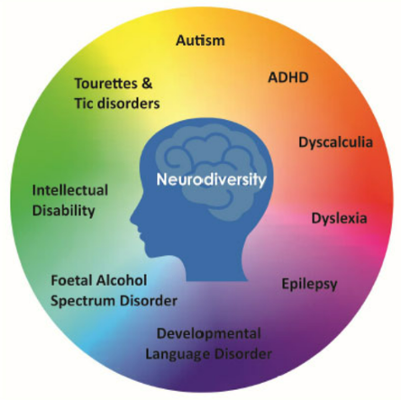 Autism
ADHD
Dyscalculia
Dyslexia
Epilepsy
Developmental
Language Disorder
Foetal Alcohol
Spectrum Disorder
Intellectual
Disability
Tourettes &
Tic disorders
Neurodiversity